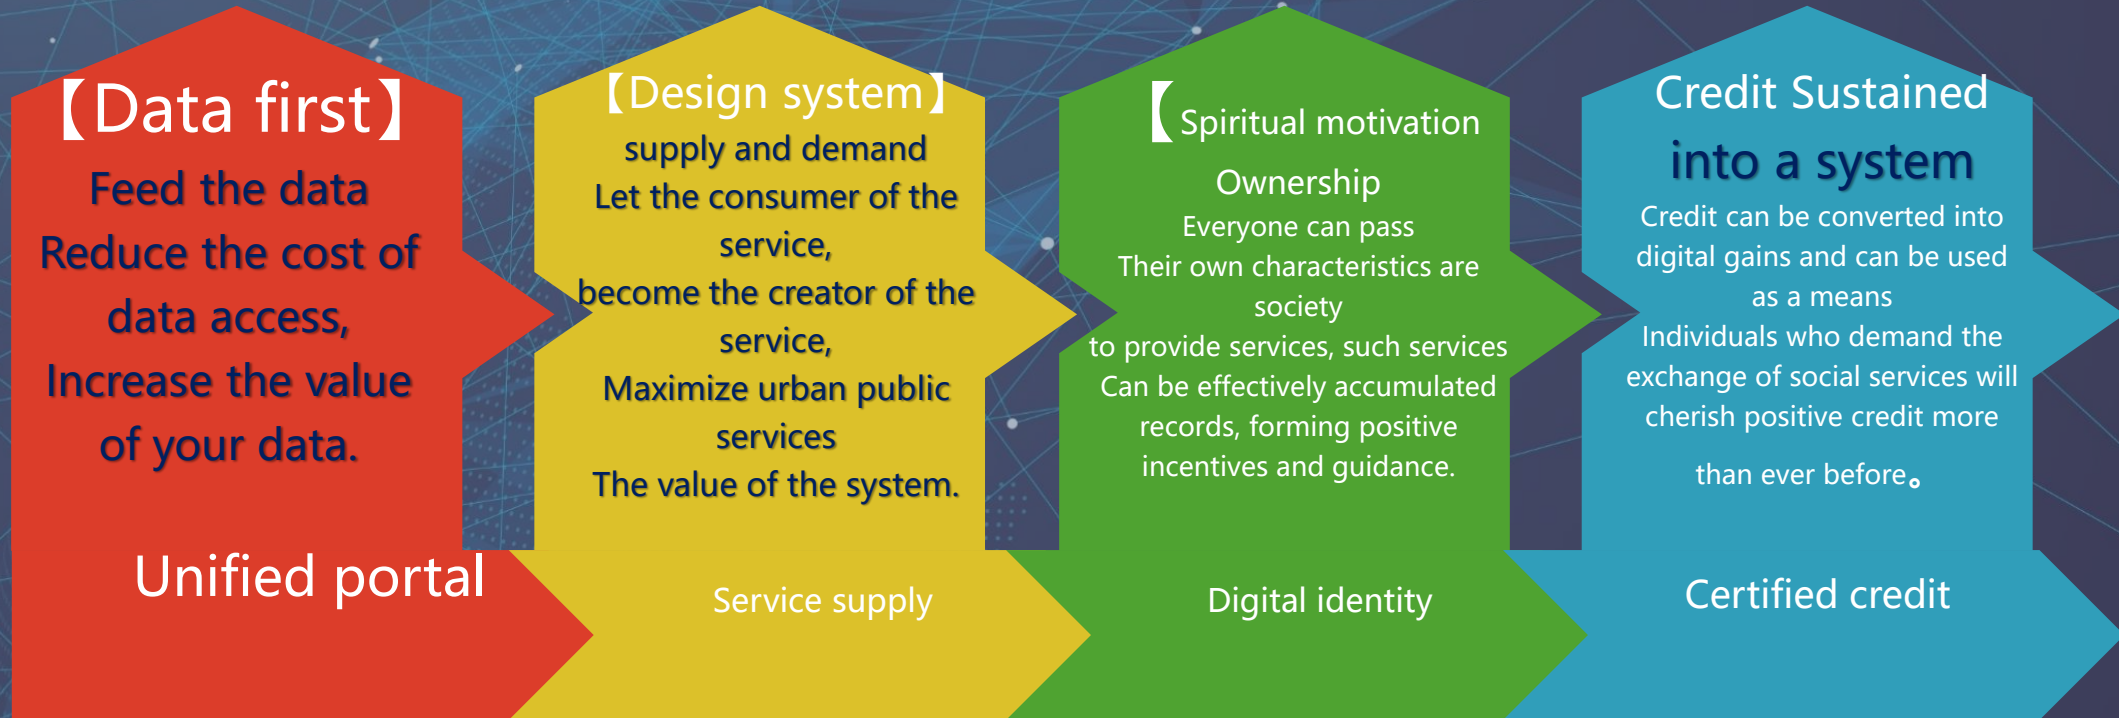 【Data first】
Feed the data
Reduce the cost of
data access,
Increase the value
of your data.
Unified portal
【Design system】
supply and demand
Let the consumer of the
service,
become the creator of the
service,
Maximize urban public
services
The value of the system.
Service supply
【Spiritual motivation
Ownership
Everyone can pass
Their own characteristics are
society
to provide services, such services
Can be effectively accumulated
records, forming positive
incentives and guidance.
Digital identity
Credit Sustained
into a system
Credit can be converted into
digital gains and can be used
as a means
Individuals who demand the
exchange of social services will
cherish positive credit more
than ever before。
Certified credit